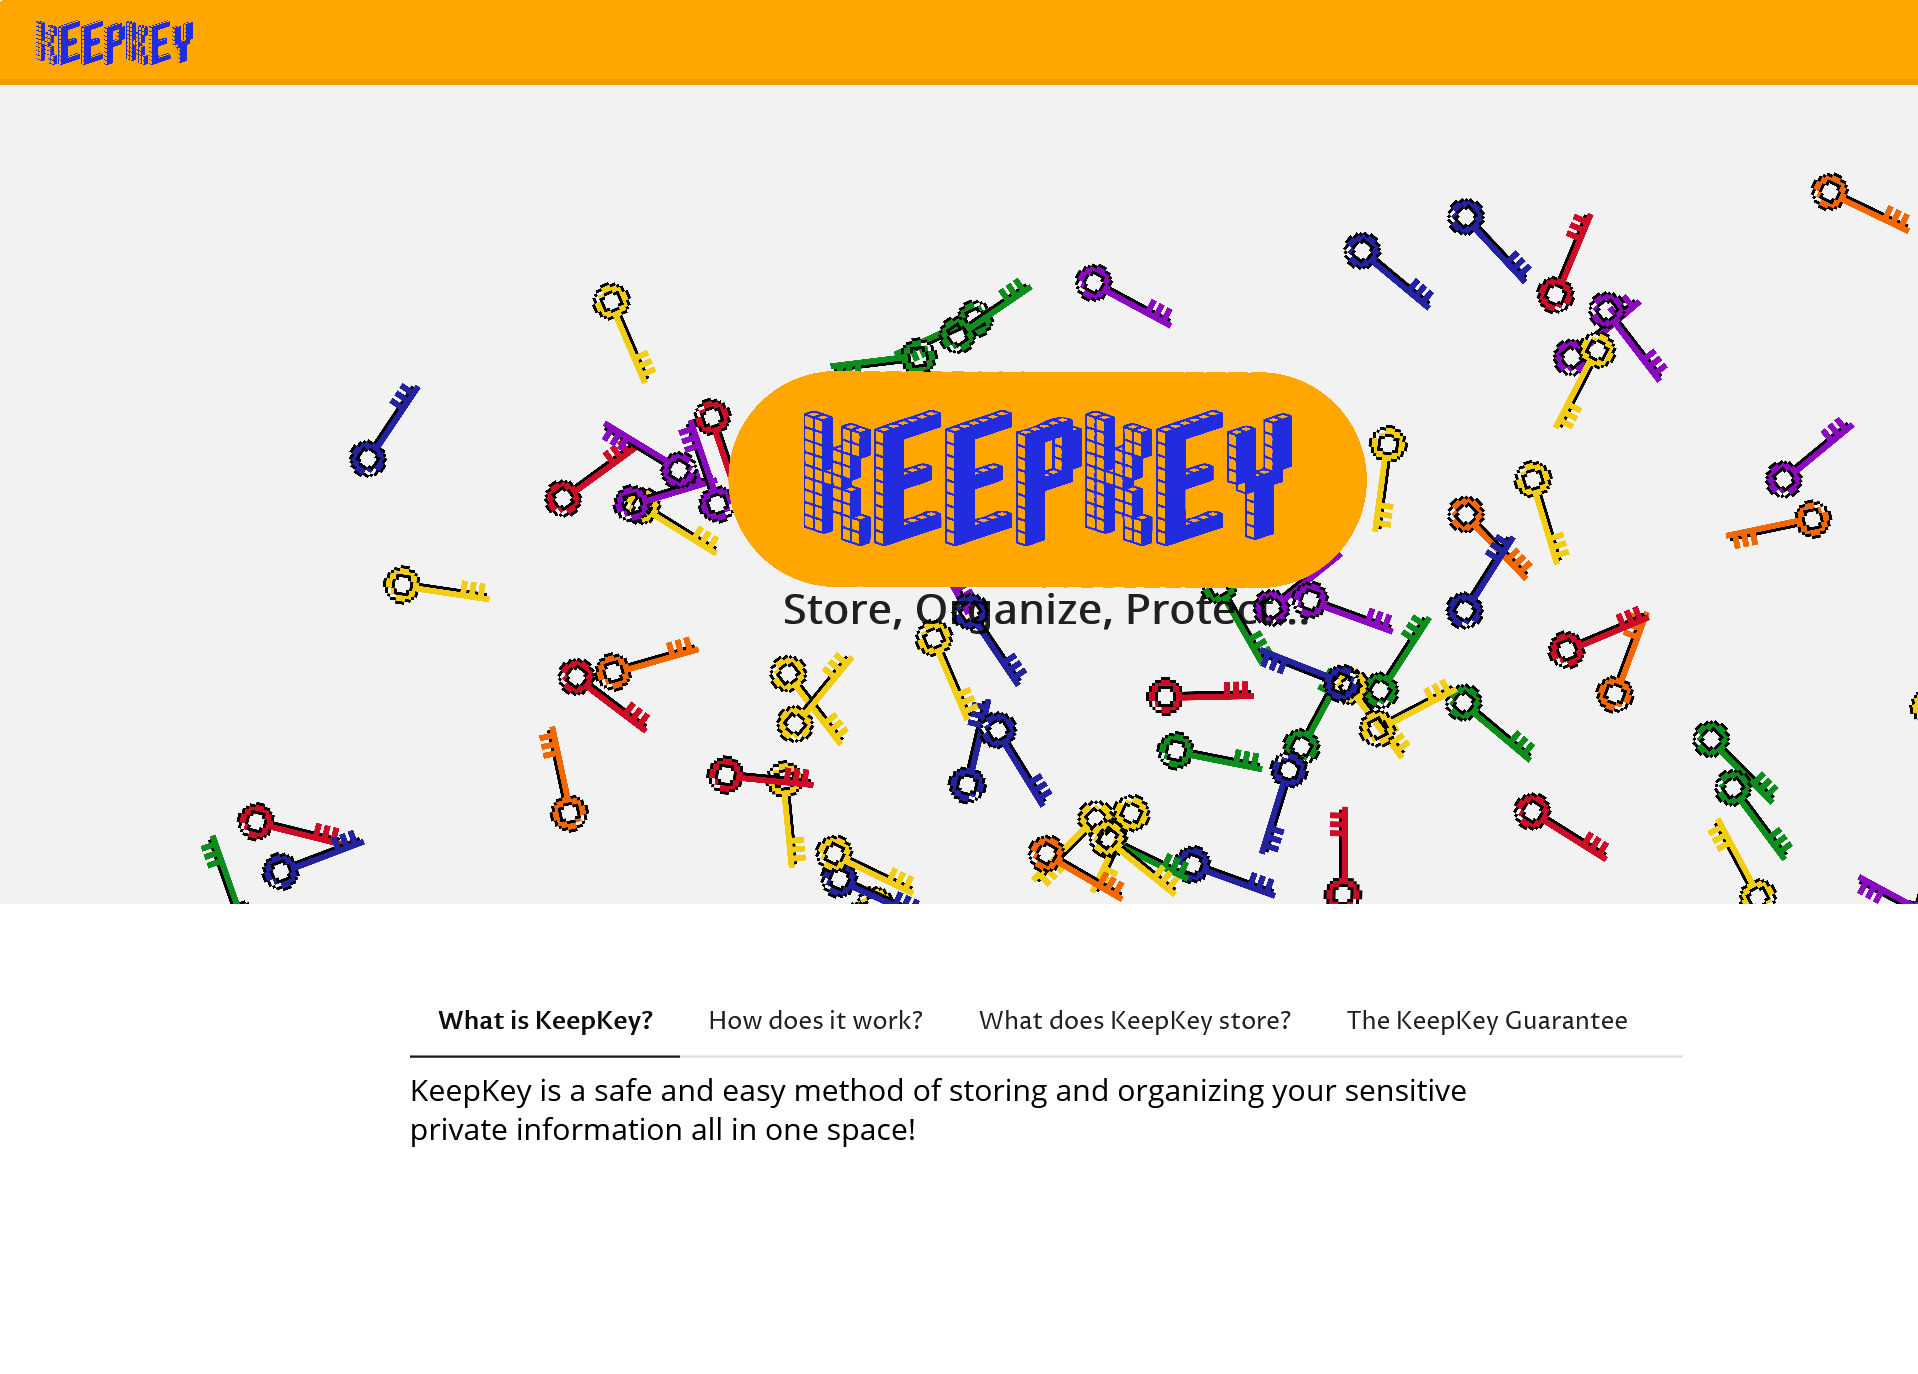 KEEPKEY
KEEPKEY
Store, Organize, Protect...
What is KeepKey?
How does it work?
What does KeepKey store?
The KeepKey Guarantee
KeepKey is a safe and easy method of storing and organizing your sensitive
private information all in one space!